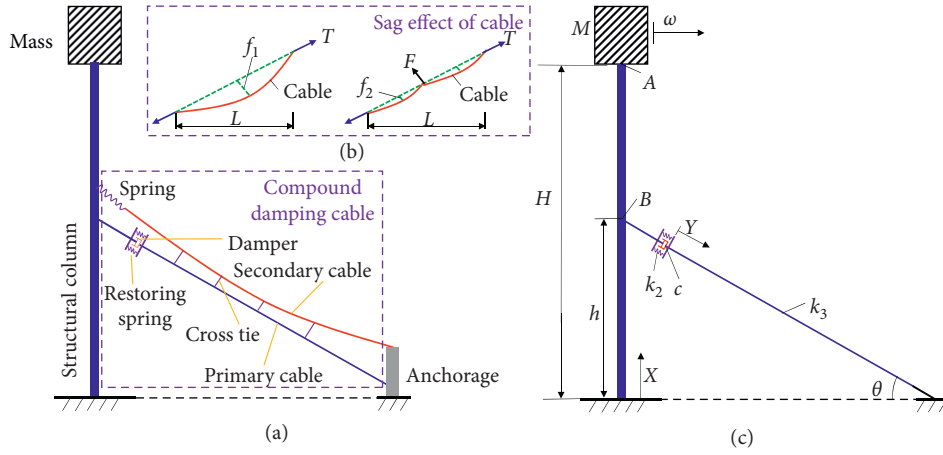 Mass
Structural column
Spring
Compound
damping cable
Damper
Secondary cable
Restoring
spring
Cross tie
Primary cable
Anchorage
(a)
Sag effect of cable
f1
T
Cable
L
F
f2
T
Cable
L
(b)
M
ω
A
H
B
Y
k2
c
h
k3
X
θ
(c)